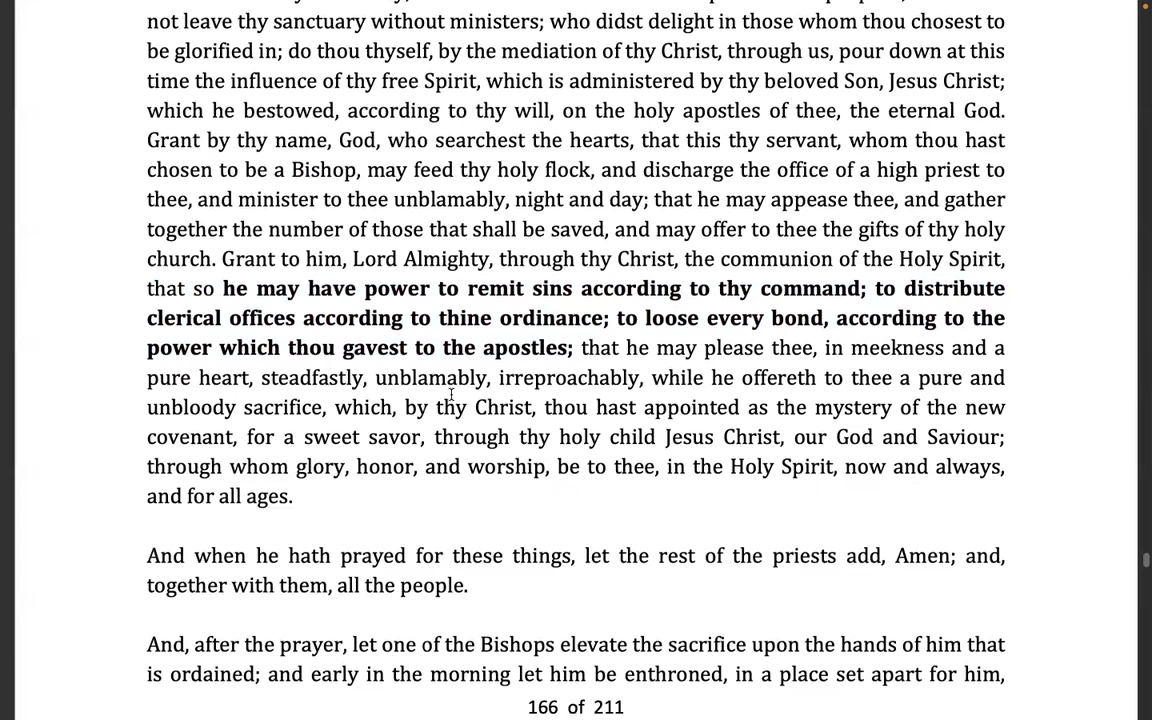 not leave thy sanctuary without ministers; who didst delight in those whom thou chosest to
be glorified in; do thou thyself, by the mediation of thy Christ, through us, pour down at this
time the influence of thy free Spirit, which is administered by thy beloved Son, Jesus Christ;
which he bestowed, according to thy will, on the holy apostles of thee, the eternal God.
Grant by thy name, God, who searchest the hearts, that this thy servant, whom thou hast
chosen to be a Bishop, may feed thy holy flock, and discharge the office of a high priest to
thee, and minister to thee unblamably, night and day; that he may appease thee, and gather
together the number of those that shall be saved, and may offer to thee the gifts of thy holy
church. Grant to him, Lord Almighty, through thy Christ, the communion of the Holy Spirit,
that so he may have power to remit sins according to thy command; to distribute
clerical offices according to thine ordinance; to loose every bond, according to the
power which thou gavest to the apostles; that he may please thee, in meekness and a
pure heart, steadfastly, unblamably, irreproachably, while he offereth to thee a pure and
unbloody sacrifice, which, by thy Christ, thou hast appointed as the mystery of the new
covenant, for a sweet savor, through thy holy child Jesus Christ, our God and Saviour;
through whom glory, honor, and worship, be to thee, in the Holy Spirit, now and always,
and for all ages.
And when he hath prayed for these things, let the rest of the priests add, Amen; and,
together with them, all the people.
And, after the prayer, let one of the Bishops elevate the sacrifice upon the hands of him that
is ordained; and early in the morning let him be enthroned, in a place set apart for him,
166 of 211